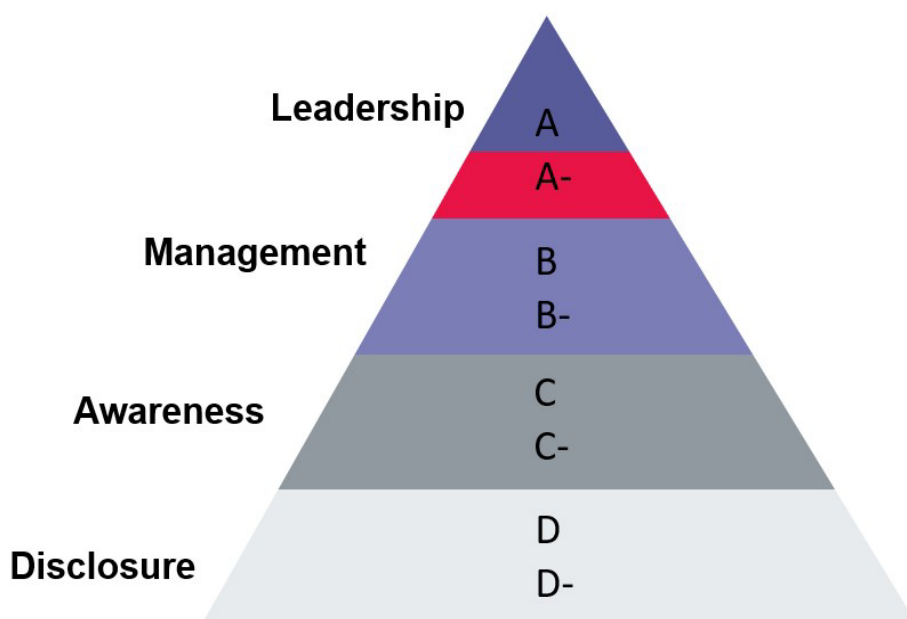 Leadership
A
A-
Management
B
B-
Awareness
C
C-
Disclosure
D
D-